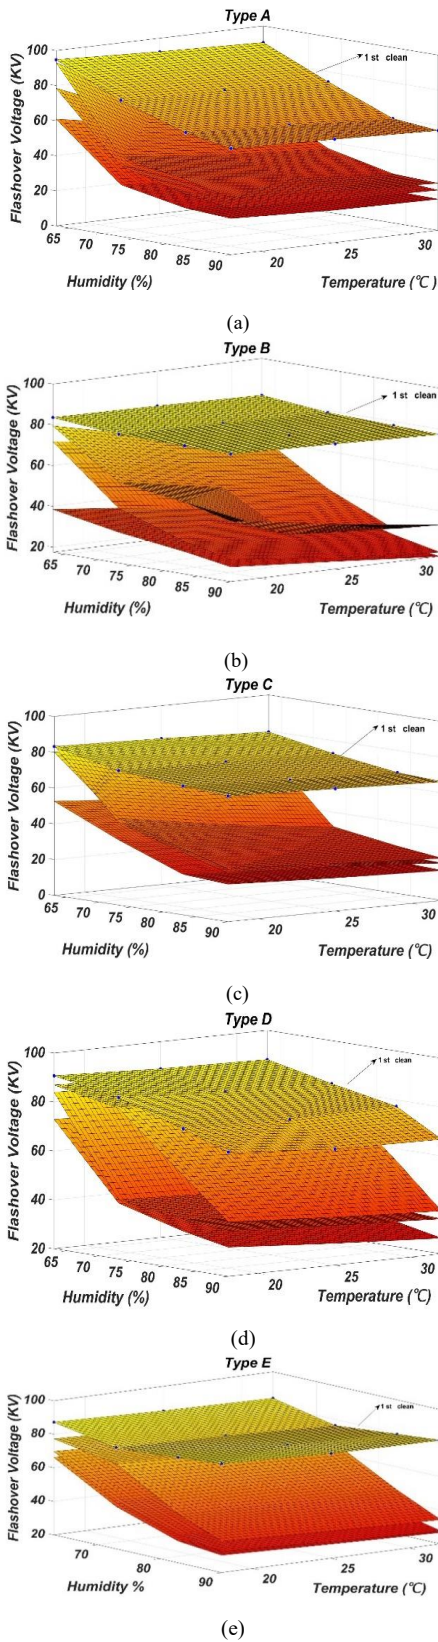 Type A
100
80
60
40
20
0
Flashover Voltage (KV)
1 st clean
65 70 75 80 85 90
20 25 30
Humidity (%) Temperature (℃)
(a)
Type B
100
80
60
40
20
Flashover Voltage (KV)
1 st clean
65 70 75 80 85 90
20 25 30
Humidity (%) Temperature (℃)
(b)
Type C
100
80
60
40
20
0
Flashover Voltage (KV)
1 st clean
65 70 75 80 85 90
20 25 30
Humidity (%) Temperature (℃)
(c)
Type D
100
80
60
40
20
Flashover Voltage (KV)
1 st clean
65 70 75 80 85 90
20 25 30
Humidity (%) Temperature (℃)
(d)
Type E
100
80
60
40
20
Flashover Voltage (KV)
1 st clean
70 80 90
20 25 30
Humidity % Temperature (℃)
(e)